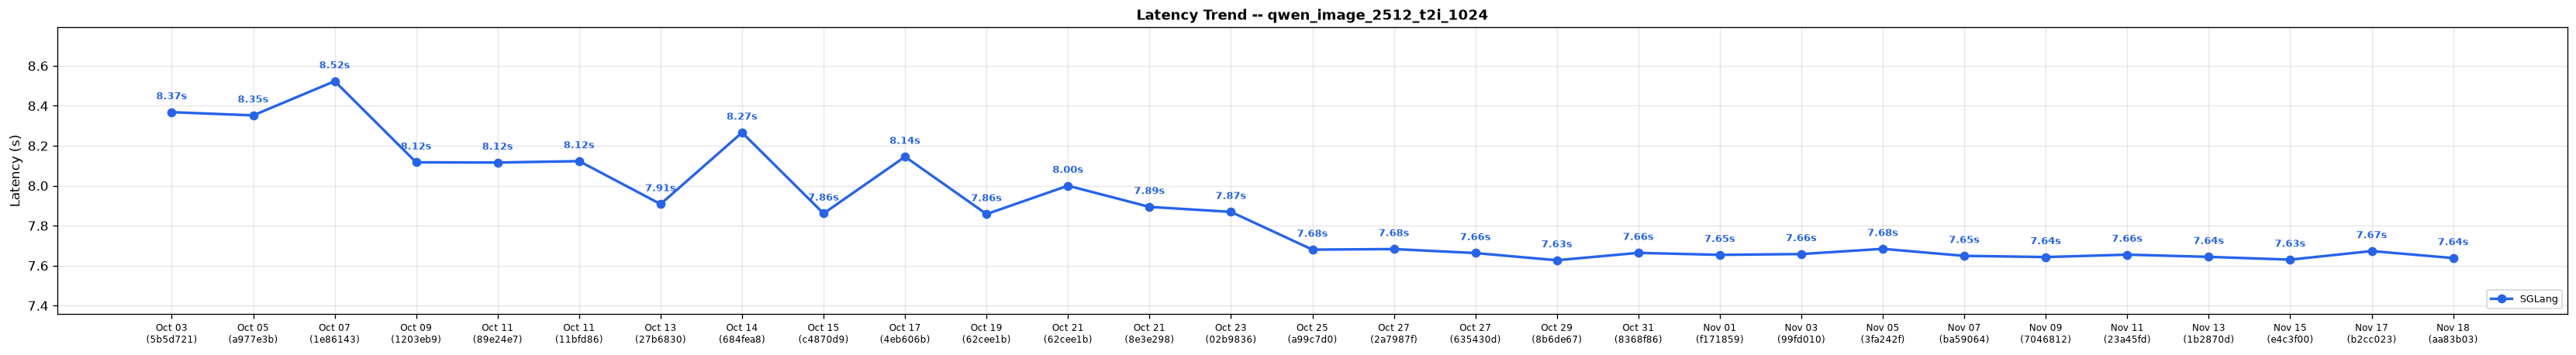 Latency Trend -- qwen_image_2512_t2i_1024
Latency (s)
8.6
8.4
8.2
8.0
7.8
7.6
7.4
8.37s
8.35s
8.52s
8.12s
8.12s
8.12s
7.91s
8.27s
7.86s
8.14s
7.86s
8.00s
7.89s
7.87s
7.68s
7.68s
7.66s
7.63s
7.66s
7.65s
7.66s
7.68s
7.65s
7.64s
7.66s
7.64s
7.63s
7.67s
7.64s
SGLang
Oct 03
(5b5d721)
Oct 05
(a977e3b)
Oct 07
(1e86143)
Oct 09
(1203eb9)
Oct 11
(89e24e7)
Oct 11
(11bfd86)
Oct 13
(27b6830)
Oct 14
(684fea8)
Oct 15
(c4870d9)
Oct 17
(4eb606b)
Oct 19
(62cee1b)
Oct 21
(62cee1b)
Oct 21
(8e3e298)
Oct 23
(02b9836)
Oct 25
(a99c7d0)
Oct 27
(2a7987f)
Oct 27
(635430d)
Oct 29
(8b6de67)
Oct 31
(8368f86)
Nov 01
(f171859)
Nov 03
(99fd010)
Nov 05
(3fa242f)
Nov 07
(ba59064)
Nov 09
(7046812)
Nov 11
(23a45fd)
Nov 13
(1b2870d)
Nov 15
(e4c3f00)
Nov 17
(b2cc023)
Nov 18
(aa83b03)